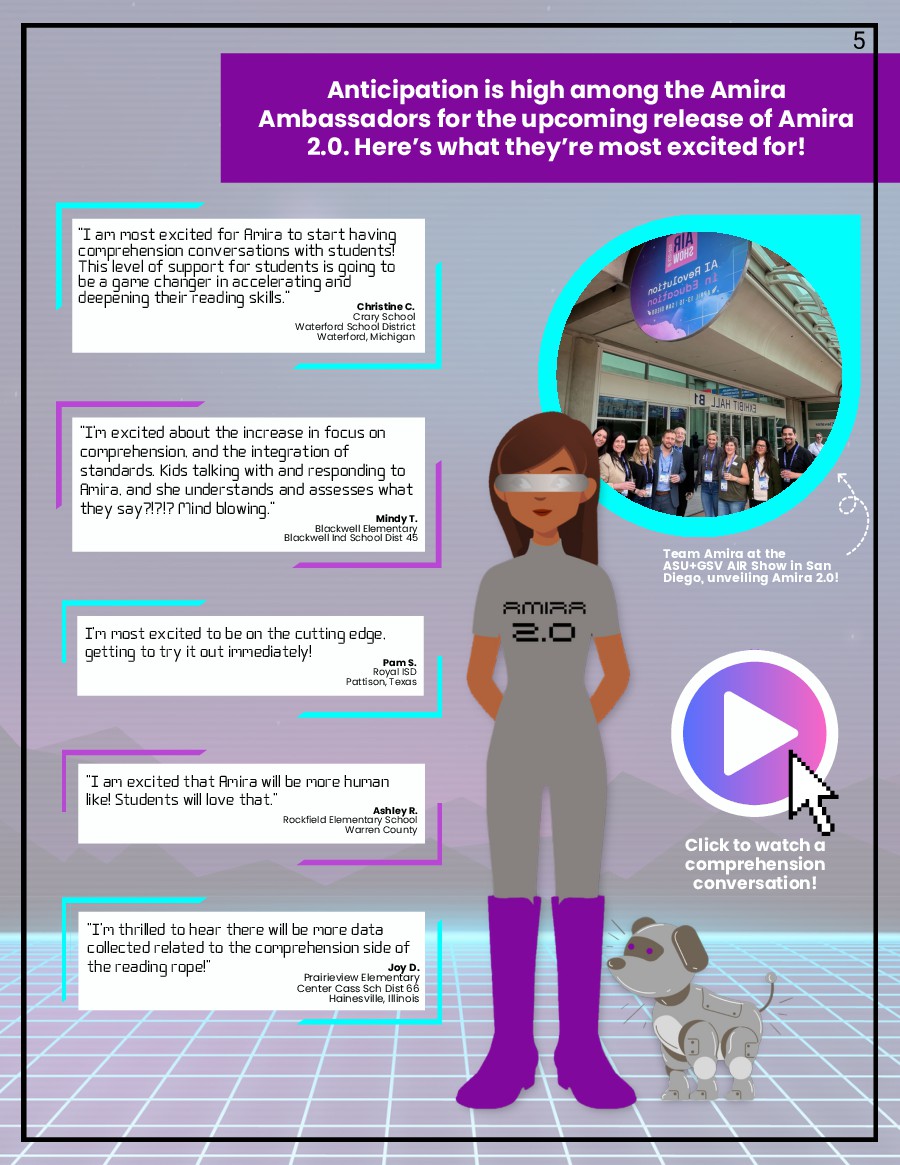 5
Anticipation is high among the Amira
Ambassadors for the upcoming release of Amira
2.0. Here's what they're most excited for!
"I am most excited for Amira to start having
comprehension conversations with students!
This level of support for students is going to
be a game changer in accelerating and
deepening their reading skills."
Christine C.
Crary School
Waterford School District
Waterford, Michigan
"I'm excited about the increase in focus on
comprehension, and the integration of
standards. Kids talking with and responding to
Amira, and she understands and assesses what
they say?!?!? Mind blowing."
Mindy T.
Blackwell Elementary
Blackwell Ind School Dist 45
I'm most excited to be on the cutting edge,
getting to try it out immediately!
Pam S.
Royal ISD
Pattison, Texas
"I am excited that Amira will be more human
like! Students will love that."
Ashley R.
Rockfield Elementary School
Warren County
"I'm thrilled to hear there will be more data
collected related to the comprehension side of
the reading rope!"
Joy D.
Prairieview Elementary
Center Cass Sch Dist 66
Hainesville, Illinois
AIR
SHOW
AI Revolution
in Education
EXHIBIT HALL B1
Team Amira at the
ASU+GSV AIR Show in San
Diego, unveiling Amira 2.0!
AMIRA
2.0
Click to watch a
comprehension
conversation!